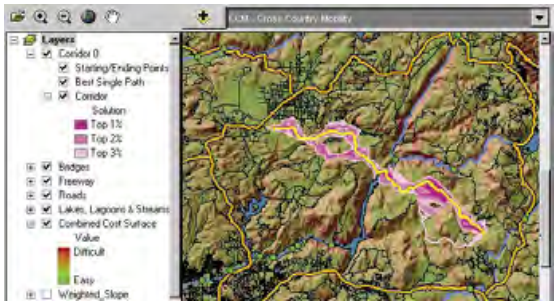 CCM - Cross Country Mobility
Layers
Corridor 0
Starting/Ending Points
Best Single Path
Corridor
Solution
Top 1%
Top 2%
Top 3%
Bridges
Freeway
Roads
Lakes, Lagoons & Streams
Combined Cost Surface
Value
Difficult
Easy
Weighted_Slope